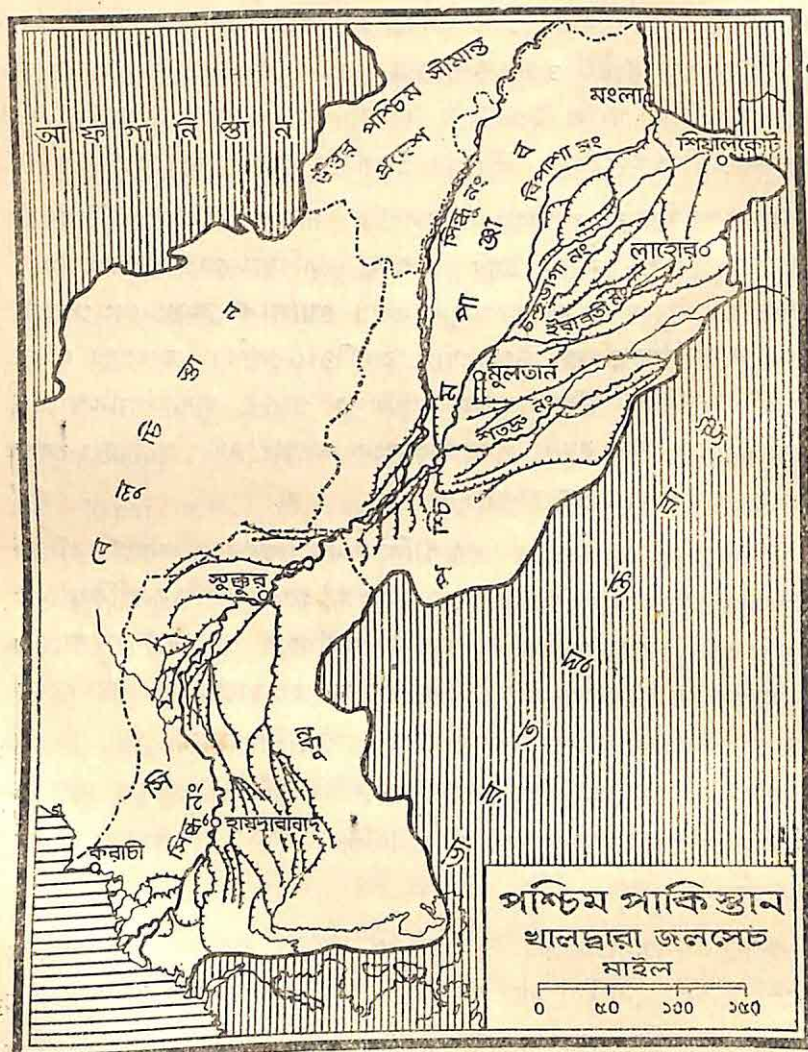 আফগানিস্তান
উত্তর পশ্চিম সীমান্ত
প্রদেশ
মংলা
শিয়ালকোট
বিপাশা নং
সিন্ধু নং
লাহোর
চন্দ্রভাগা নং
ইরাবতী নং
মুলতান
শতদ্রু নং
পশ্চিম পাঞ্জাব
সুক্কুর
সিন্ধু
সিন্ধু নং
হায়দারাবাদ
করাচী
পশ্চিম পাকিস্তান
খালদ্বারা জলসেচ
মাইল
০ ৫০ ১০০ ১৫০